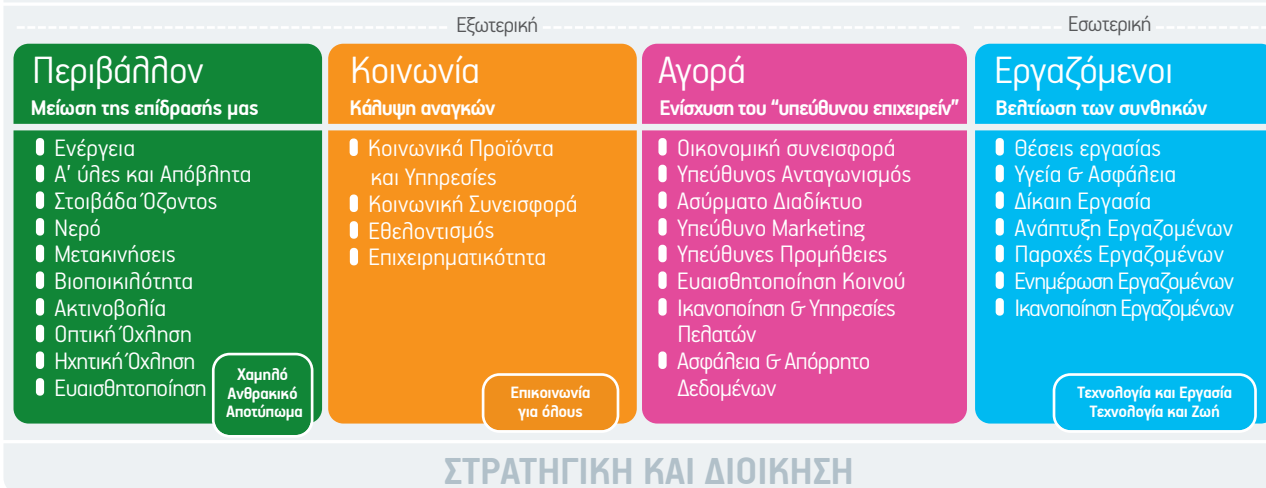 Εξωτερική
Εσωτερική
Περιβάλλον
Μείωση της επίδρασής μας
Ενέργεια
Α' ύλες και Απόβλητα
Στοιβάδα Όζοντος
Νερό
Μετακινήσεις
Βιοποικιλότητα
Ακτινοβολία
Οπτική Όχληση
Ηχητική Όχληση
Ευαισθητοποίηση
Χαμηλό
Ανθρακικό
Αποτύπωμα
Κοινωνία
Κάλυψη αναγκών
Κοινωνικά Προϊόντα
και Υπηρεσίες
Κοινωνική Συνεισφορά
Εθελοντισμός
Επιχειρηματικότητα
Επικοινωνία
για όλους
Αγορά
Ενίσχυση του “υπεύθυνου επιχειρείν”
Οικονομική συνεισφορά
Υπεύθυνος Ανταγωνισμός
Ασύρματο Διαδίκτυο
Υπεύθυνο Marketing
Υπεύθυνες Προμήθειες
Ευαισθητοποίηση Κοινού
Ικανοποίηση & Υπηρεσίες
Πελατών
Ασφάλεια & Απόρρητο
Δεδομένων
Εργαζόμενοι
Βελτίωση των συνθηκών
Θέσεις εργασίας
Υγεία & Ασφάλεια
Δίκαιη Εργασία
Ανάπτυξη Εργαζομένων
Παροχές Εργαζομένων
Ενημέρωση Εργαζομένων
Ικανοποίηση Εργαζομένων
Τεχνολογία και Εργασία
Τεχνολογία και Ζωή
ΣΤΡΑΤΗΓΙΚΗ ΚΑΙ ΔΙΟΙΚΗΣΗ